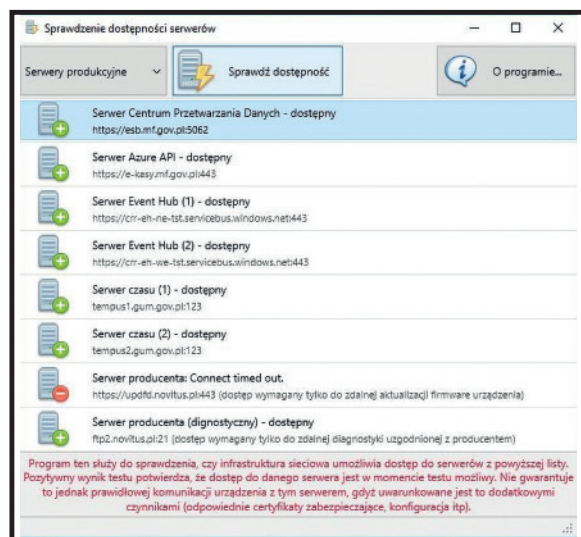 Sprawdzenie dostępności serwerów
Serwery produkcyjne
Sprawdź dostępność
O programie...
Serwer Centrum Przetwarzania Danych - dostępny
https://esb.mf.gov.pl:5062
Serwer Azure API - dostępny
https://e-kasy.mf.gov.pl:443
Serwer Event Hub (1) - dostępny
https://crr-eh-ne-tst.servicebus.windows.net:443
Serwer Event Hub (2) - dostępny
https://crr-eh-we-tst.servicebus.windows.net:443
Serwer czasu (1) - dostępny
tempus1.gum.gov.pl:123
Serwer czasu (2) - dostępny
tempus2.gum.gov.pl:123
Serwer producenta: Connect timed out.
https://updfd.novitus.pl:443 (dostęp wymagany tylko do zdalnej aktualizacji firmware urządzenia)
Serwer producenta (dignostyczny) - dostępny
ftp2.novitus.pl:21 (dostęp wymagany tylko do zdalnej diagnostyki uzgodnionej z producentem)
Program ten służy do sprawdzenia, czy infrastruktura sieciowa umożliwia dostęp do serwerów z powyższej listy.
Pozytywny wynik testu potwierdza, że dostęp do danego serwera jest w momencie testu możliwy. Nie gwarantuje
to jednak prawidłowej komunikacji urządzenia z tym serwerem, gdyż uwarunkowane jest to dodatkowymi
czynnikami (odpowiednie certyfikaty zabezpieczające, konfiguracja itp).